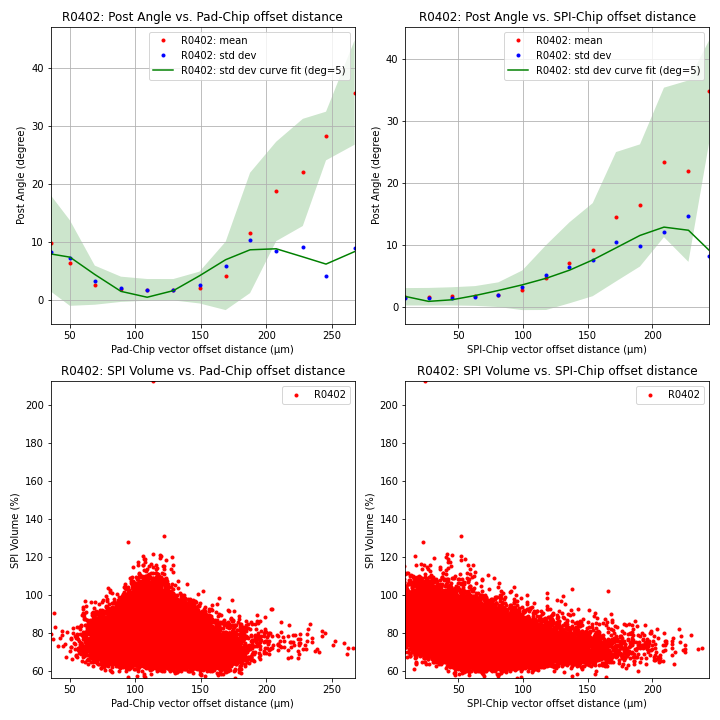 R0402: Post Angle vs. Pad-Chip offset distance
R0402: mean
R0402: std dev
R0402: std dev curve fit (deg=5)
Post Angle (degree)
40
30
20
10
0
50
100
150
200
250
Pad-Chip vector offset distance (μm)
R0402: Post Angle vs. SPI-Chip offset distance
R0402: mean
R0402: std dev
R0402: std dev curve fit (deg=5)
Post Angle (degree)
40
30
20
10
0
50
100
150
200
SPI-Chip vector offset distance (μm)
R0402: SPI Volume vs. Pad-Chip offset distance
R0402
SPI Volume (%)
200
180
160
140
120
100
80
60
50
100
150
200
250
Pad-Chip vector offset distance (μm)
R0402: SPI Volume vs. SPI-Chip offset distance
R0402
SPI Volume (%)
200
180
160
140
120
100
80
60
50
100
150
200
SPI-Chip vector offset distance (μm)